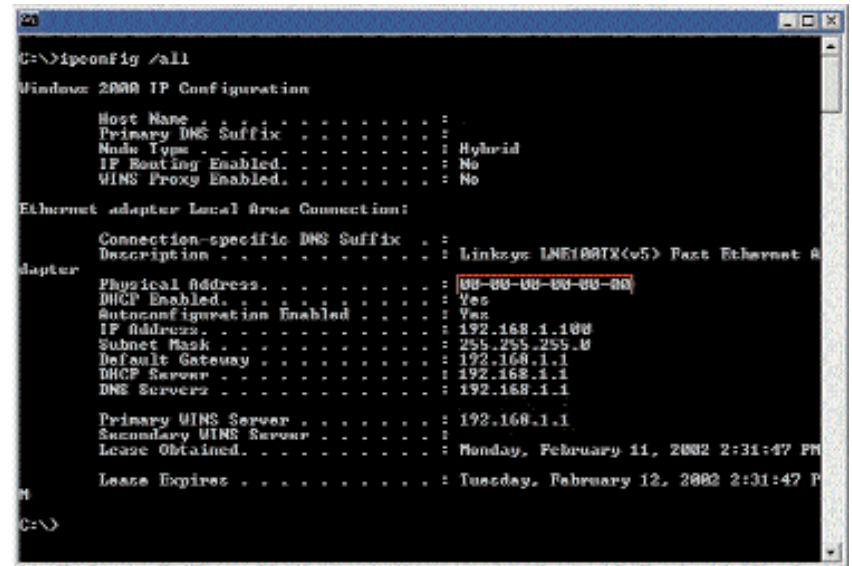 C:\>ipconfig /all
Windows 2000 IP Configuration
Host Name . . . . . . . . . . . . :
Primary DNS Suffix . . . . . . . :
Node Type . . . . . . . . . . . . : Hybrid
IP Routing Enabled. . . . . . . . : No
WINS Proxy Enabled. . . . . . . . : No
Ethernet adapter Local Area Connection:
Connection-specific DNS Suffix . :
Description . . . . . . . . . . . : Linksys LNE100TX(v5) Fast Ethernet A
dapter
Physical Address. . . . . . . . . : 00-00-00-00-00-00
DHCP Enabled. . . . . . . . . . . : Yes
Autoconfiguration Enabled . . . . : Yes
IP Address. . . . . . . . . . . . : 192.168.1.100
Subnet Mask . . . . . . . . . . . : 255.255.255.0
Default Gateway . . . . . . . . . : 192.168.1.1
DHCP Server . . . . . . . . . . . : 192.168.1.1
DNS Servers . . . . . . . . . . . : 192.168.1.1
Primary WINS Server . . . . . . . : 192.168.1.1
Secondary WINS Server . . . . . . :
Lease Obtained. . . . . . . . . . : Monday, February 11, 2002 2:31:47 PM
Lease Expires . . . . . . . . . . : Tuesday, February 12, 2002 2:31:47 P
M
C:\>